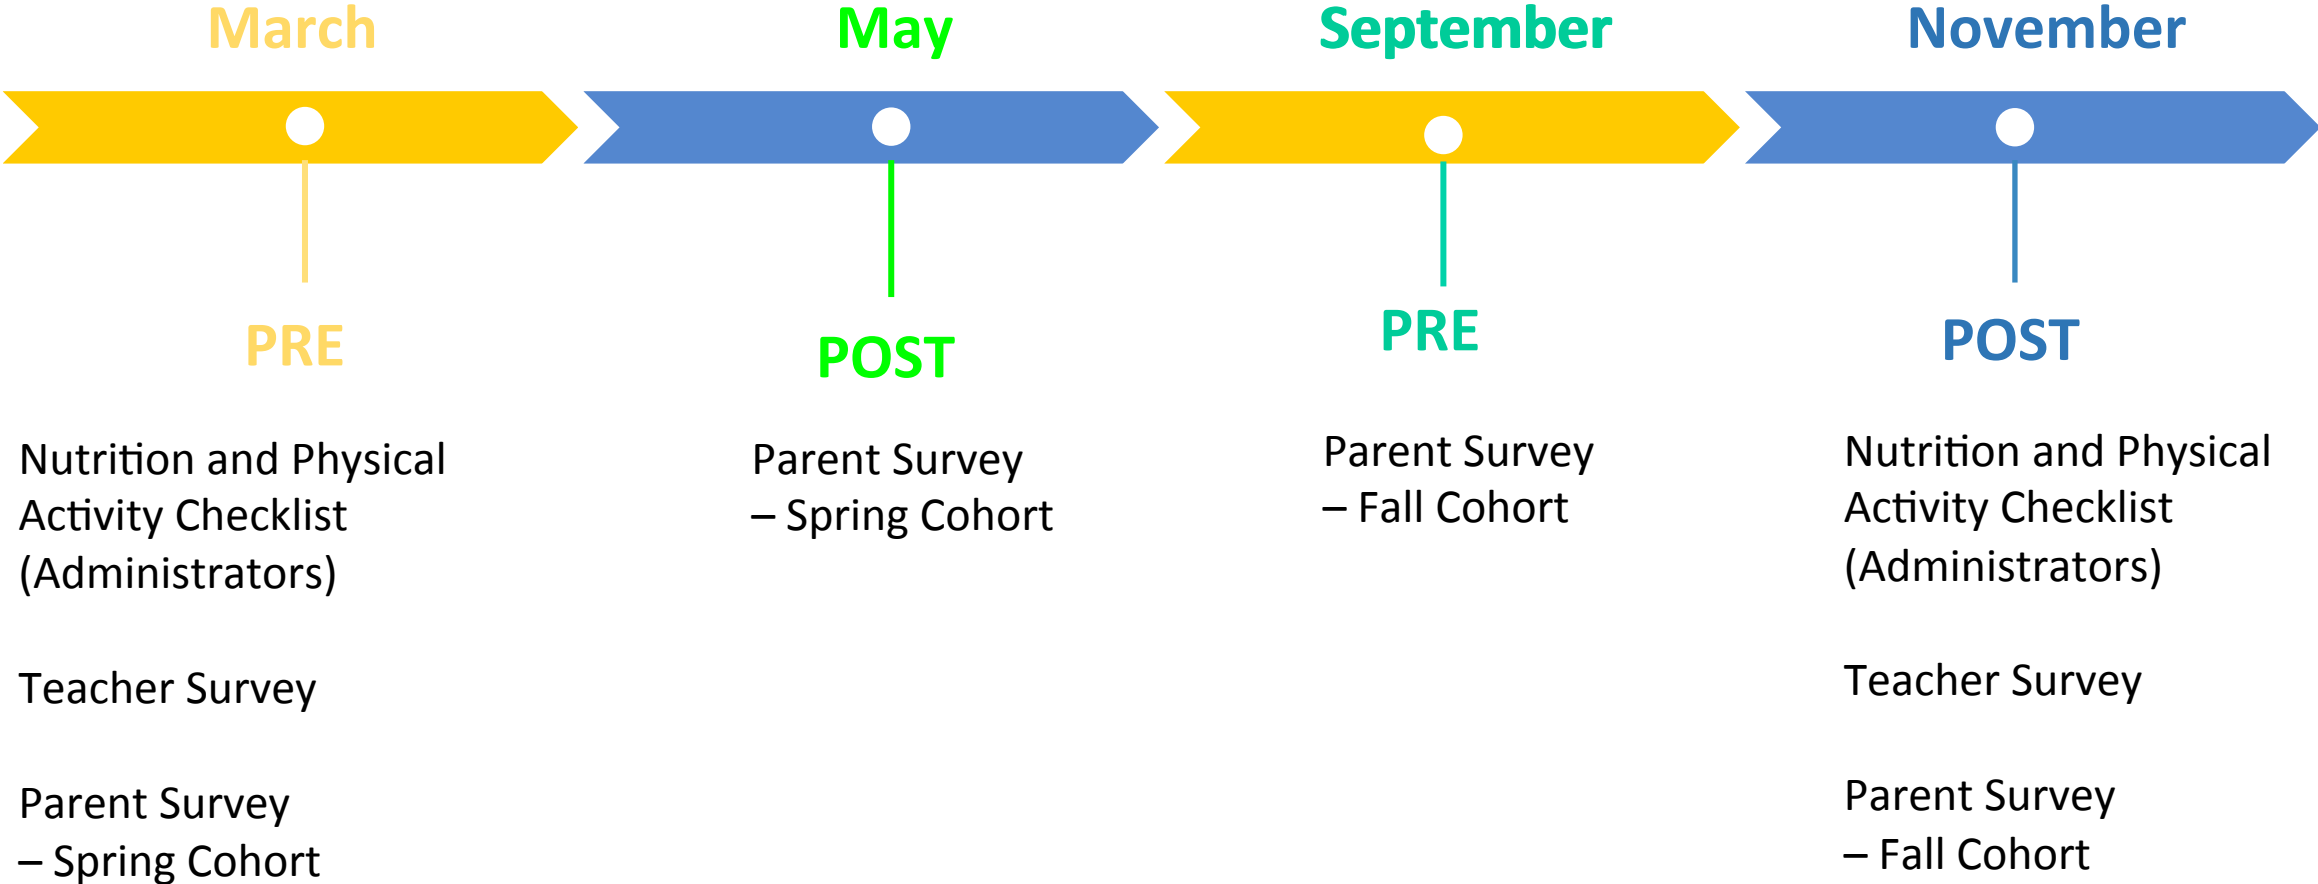 March
May
September
November
PRE
POST
PRE
POST
Nutrition and Physical
Activity Checklist
(Administrators)
Teacher Survey
Parent Survey
– Spring Cohort
Parent Survey
– Spring Cohort
Parent Survey
– Fall Cohort
Nutrition and Physical
Activity Checklist
(Administrators)
Teacher Survey
Parent Survey
– Fall Cohort